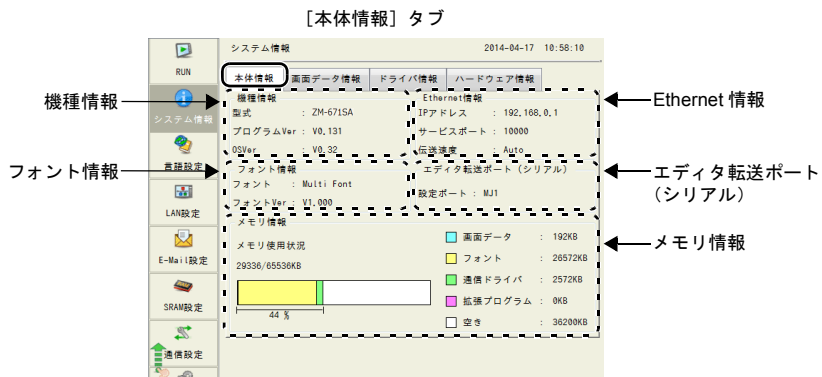 ［本体情報］タブ
システム情報 2014-04-17 10:58:10
RUN
本体情報 画面データ情報 ドライバ情報 ハードウェア情報
機種情報
機種情報
型式 : ZM-671SA
プログラムVer : V0.131
OSVer : V0.32
Ethernet情報
IPアドレス : 192,168,0.1
サービスポート : 10000
伝送速度 : Auto
Ethernet 情報
システム情報
言語設定
フォント情報
フォント情報
フォント : Multi Font
フォントVer : V1.000
エディタ転送ポート（シリアル）
設定ポート : MJ1
エディタ転送ポート
（シリアル）
LAN設定
E-Mail設定
SRAM設定
通信設定
メモリ情報
メモリ使用状況
29336/65536KB
44 %
画面データ : 192KB
フォント : 26572KB
通信ドライバ : 2572KB
拡張プログラム : 0KB
空き : 36200KB
メモリ情報